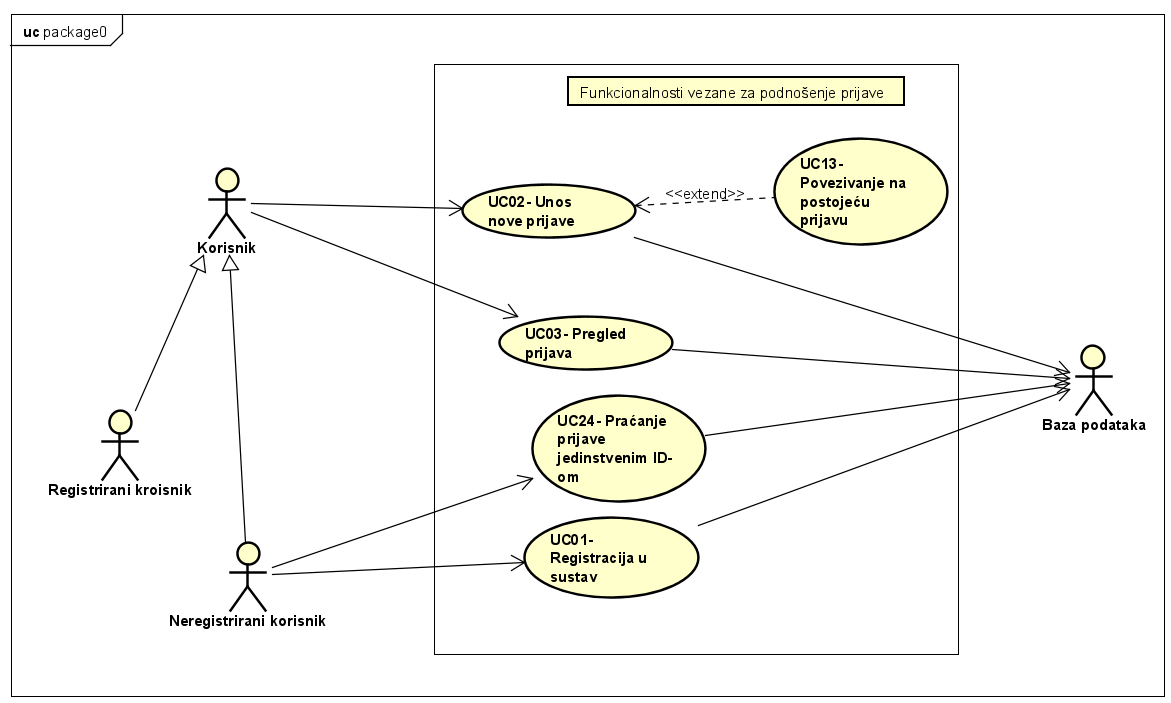 uc package0
Funkcionalnosti vezane za podnošenje prijave
UC13-
Povezivanje na
postojeću
prijavu
<<extend>>
UC02- Unos
nove prijave
Korisnik
UC03- Pregled
prijava
Baza podataka
UC24- Praćanje
prijave
jedinstvenim ID-
om
Registrirani kroisnik
UC01-
Registracija u
sustav
Neregistrirani korisnik